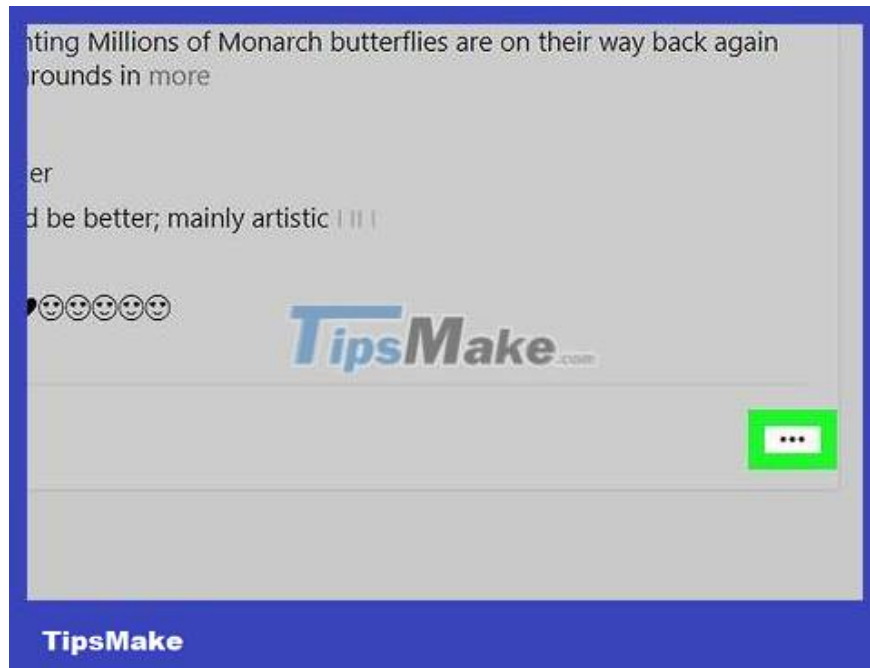 nting Millions of Monarch butterflies are on their way back again
rounds in more
er
d be better; mainly artistic
TipsMake.com
•••
TipsMake